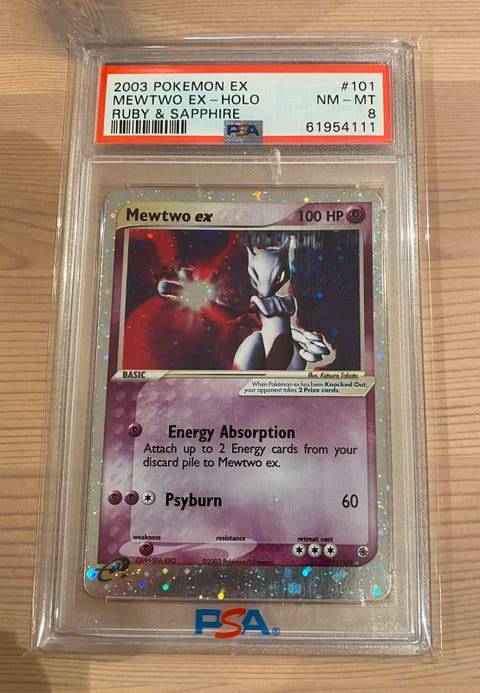 2003 POKEMON EX #101
MEWTWO EX - HOLO NM - MT
RUBY & SAPPHIRE PSA 8
61954111
Mewtwo ex 100 HP
BASIC Illus. Katsura Tabata
When Pokémon-ex has been Knocked Out,
your opponent takes 2 Prize cards.
Energy Absorption
Attach up to 2 Energy cards from your
discard pile to Mewtwo ex.
Psyburn 60
weakness resistance retreat cost
©2003 Pokémon/Nintendo
PSA